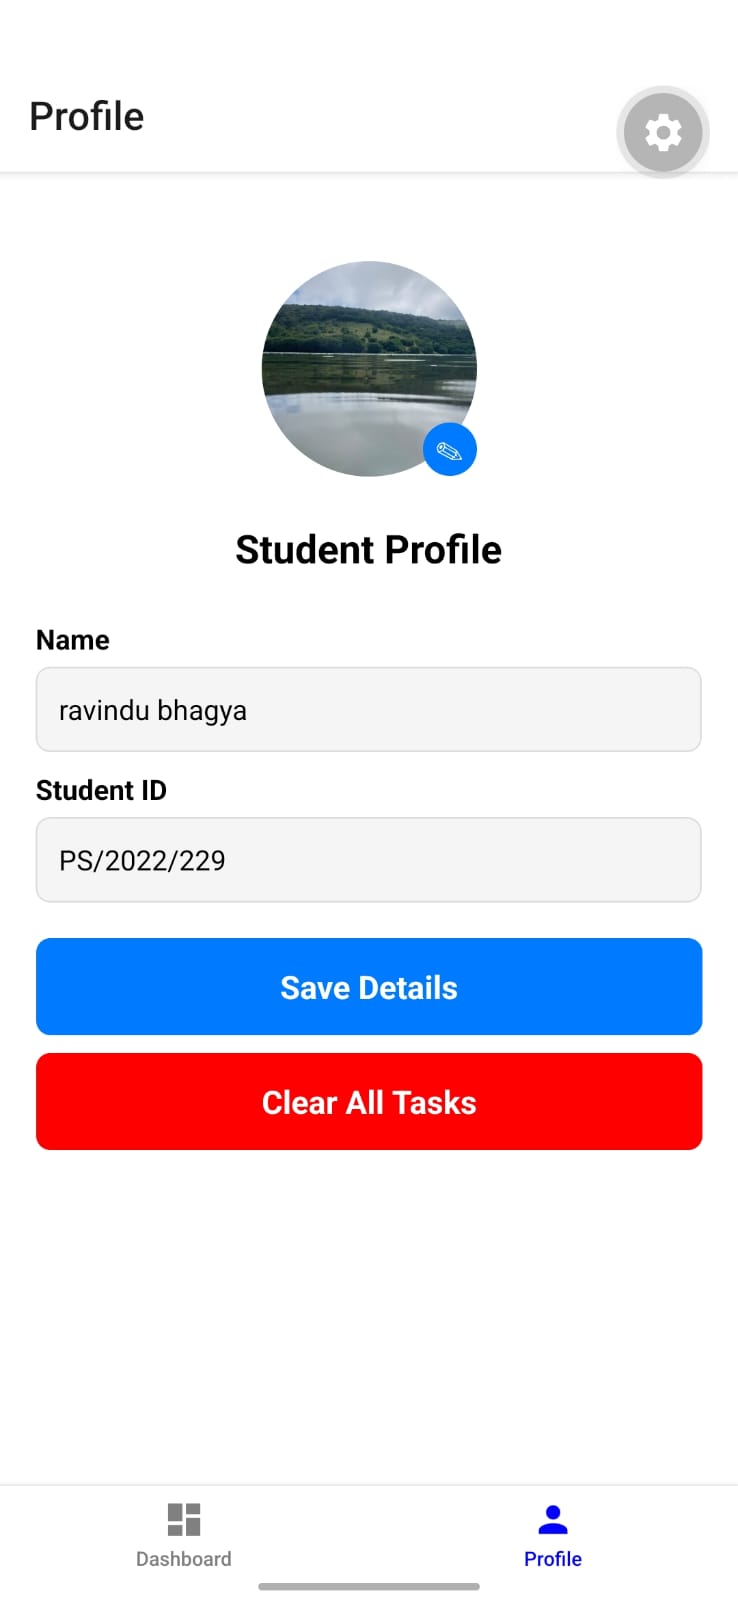 Profile
Student Profile
Name
ravindu bhagya
Student ID
PS/2022/229
Save Details
Clear All Tasks
Dashboard
Profile